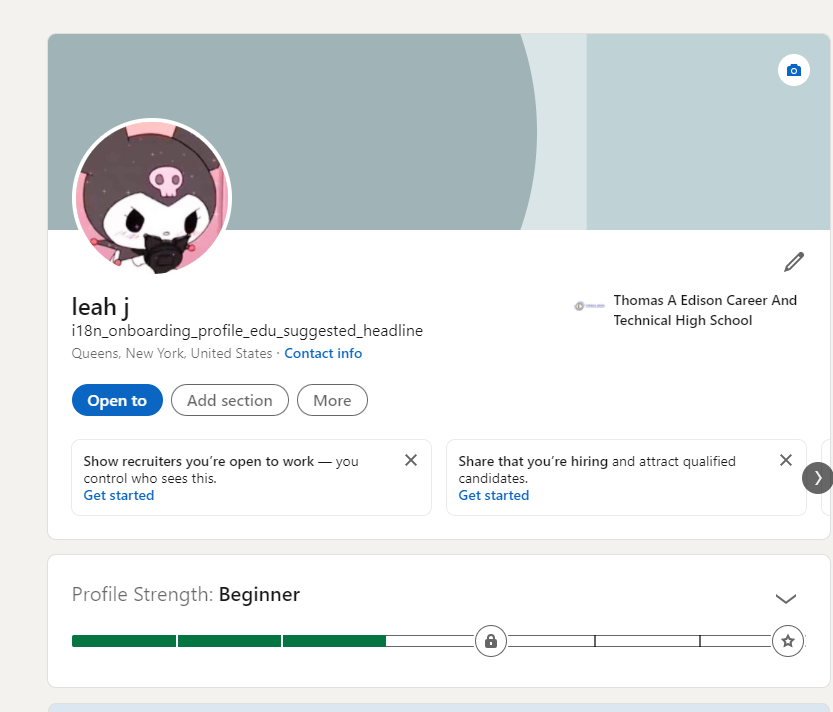 leah j
i18n_onboarding_profile_edu_suggested_headline
Queens, New York, United States · Contact info
Thomas A Edison Career And
Technical High School
Open to
Add section
More
Show recruiters you’re open to work — you
control who sees this.
Get started
Share that you’re hiring and attract qualified
candidates.
Get started
Profile Strength: Beginner